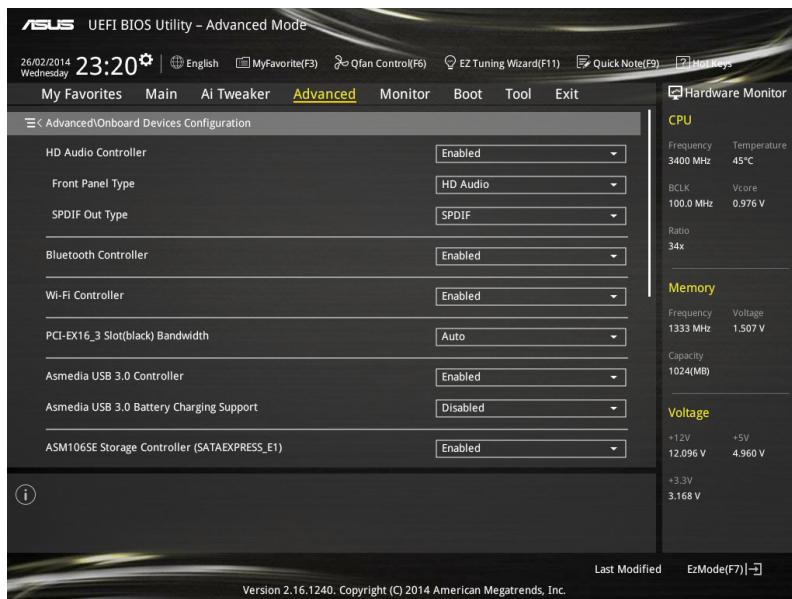 ASUS UEFI BIOS Utility – Advanced Mode
26/02/2014 Wednesday 23:20 English MyFavorite(F3) Qfan Control(F6) EZ Tuning Wizard(F11) Quick Note(F9) ? Hot Keys
My Favorites Main Ai Tweaker Advanced Monitor Boot Tool Exit
Advanced\Onboard Devices Configuration
HD Audio Controller Enabled
Front Panel Type HD Audio
SPDIF Out Type SPDIF
Bluetooth Controller Enabled
Wi-Fi Controller Enabled
PCI-EX16_3 Slot(black) Bandwidth Auto
Asmedia USB 3.0 Controller Enabled
Asmedia USB 3.0 Battery Charging Support Disabled
ASM106SE Storage Controller (SATAEXPRESS_E1) Enabled
i
Hardware Monitor
CPU
Frequency Temperature
3400 MHz 45°C
BCLK Vcore
100.0 MHz 0.976 V
Ratio
34x
Memory
Frequency Voltage
1333 MHz 1.507 V
Capacity
1024(MB)
Voltage
+12V +5V
12.096 V 4.960 V
+3.3V
3.168 V
Last Modified EzMode(F7)
Version 2.16.1240. Copyright (C) 2014 American Megatrends, Inc.